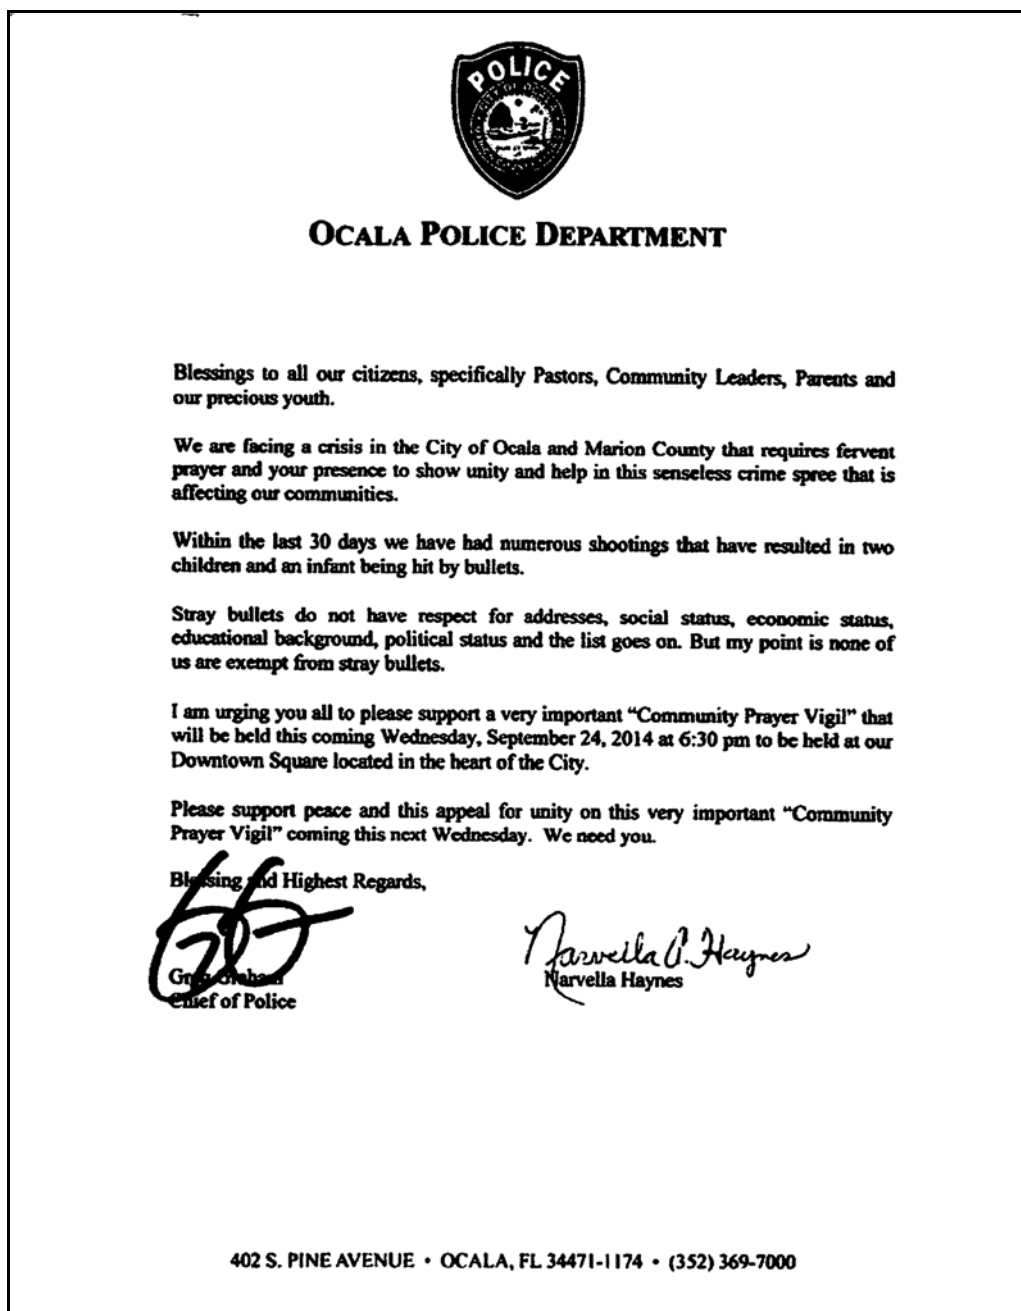 POLICE
OCALA POLICE DEPARTMENT
Blessings to all our citizens, specifically Pastors, Community Leaders, Parents and
our precious youth.
We are facing a crisis in the City of Ocala and Marion County that requires fervent
prayer and your presence to show unity and help in this senseless crime spree that is
affecting our communities.
Within the last 30 days we have had numerous shootings that have resulted in two
children and an infant being hit by bullets.
Stray bullets do not have respect for addresses, social status, economic status,
educational background, political status and the list goes on. But my point is none of
us are exempt from stray bullets.
I am urging you all to please support a very important “Community Prayer Vigil” that
will be held this coming Wednesday, September 24, 2014 at 6:30 pm to be held at our
Downtown Square located in the heart of the City.
Please support peace and this appeal for unity on this very important “Community
Prayer Vigil” coming this next Wednesday. We need you.
Blessing and Highest Regards,
Narvella P. Haynes
Greg Graham
Narvella Haynes
Chief of Police
402 S. PINE AVENUE • OCALA, FL 34471-1174 • (352) 369-7000